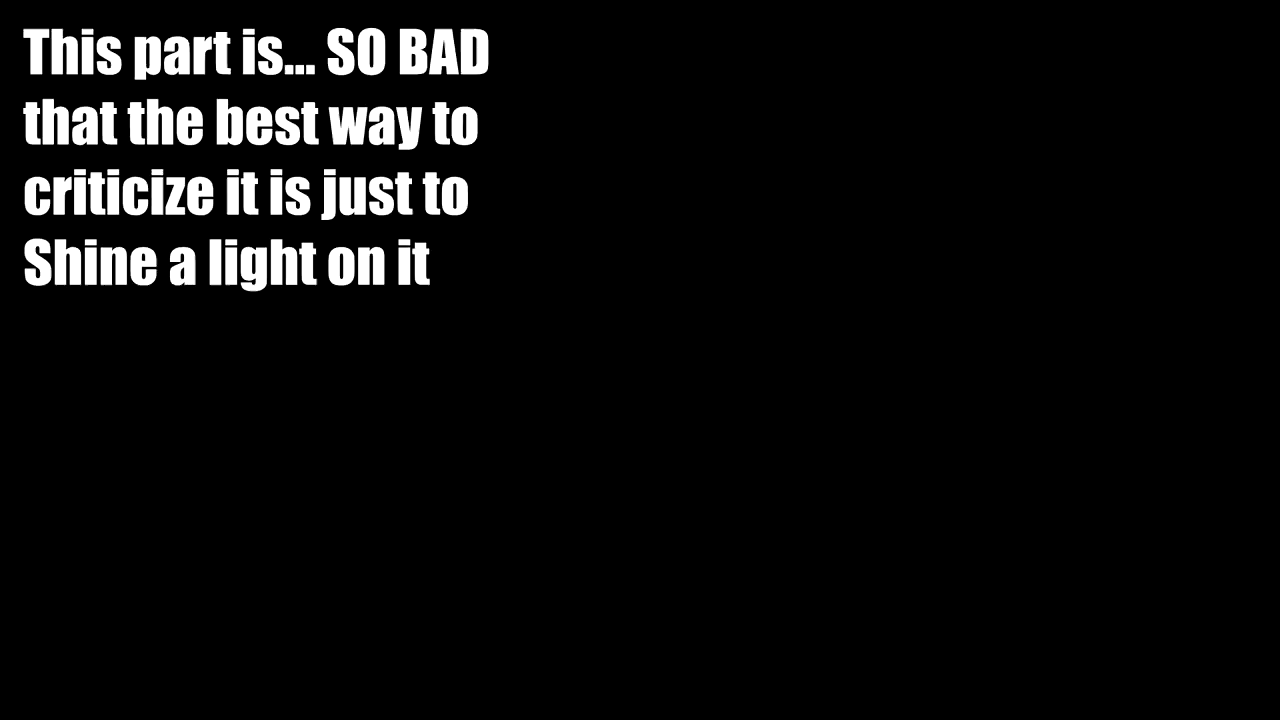 This part is... SO BAD
that the best way to
criticize it is just to
Shine a light on it